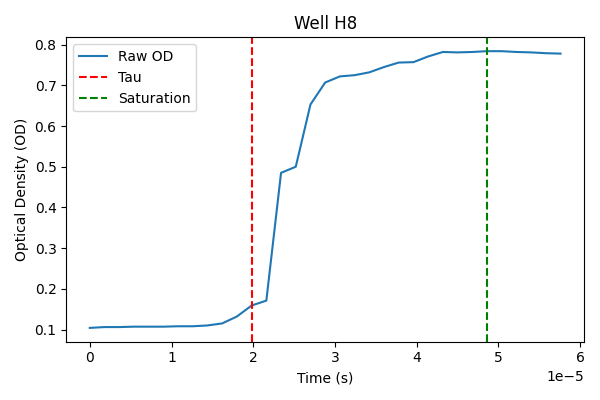 Well H8
Raw OD
Tau
Saturation
Optical Density (OD)
0.8
0.7
0.6
0.5
0.4
0.3
0.2
0.1
0 1 2 3 4 5 6
1e−5
Time (s)